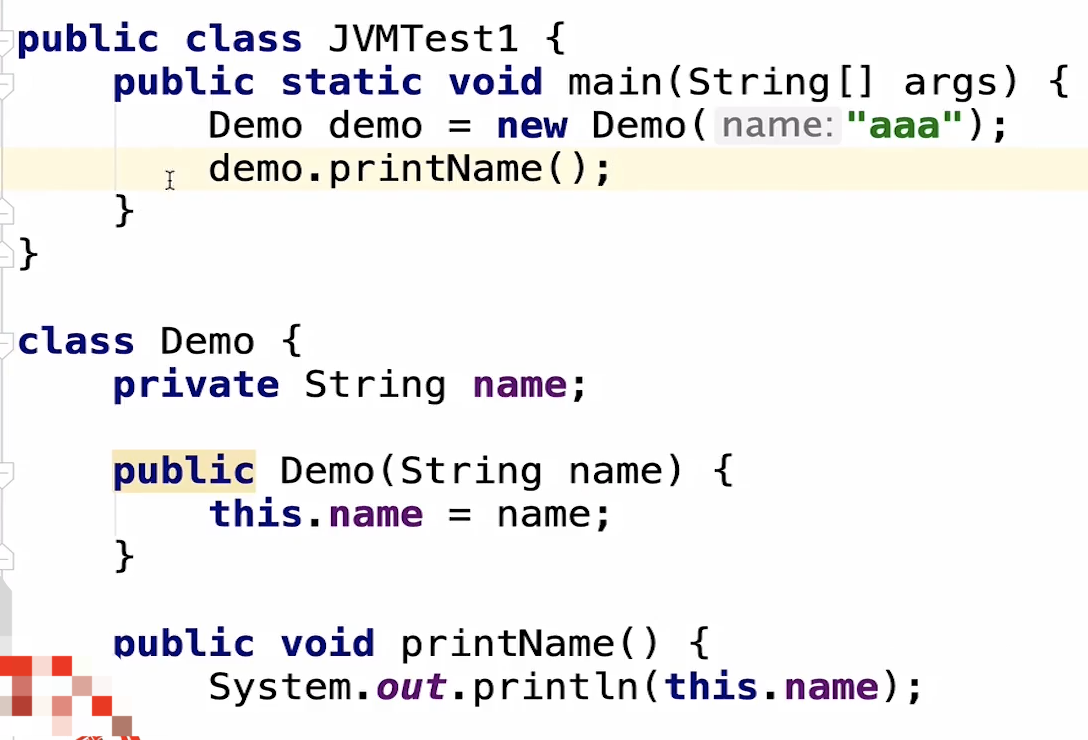 public class JVMTest1 {
public static void main(String[] args) {
Demo demo = new Demo( name: "aaa");
demo.printName();
}
}
class Demo {
private String name;
public Demo(String name) {
this.name = name;
}
public void printName() {
System.out.println(this.name);